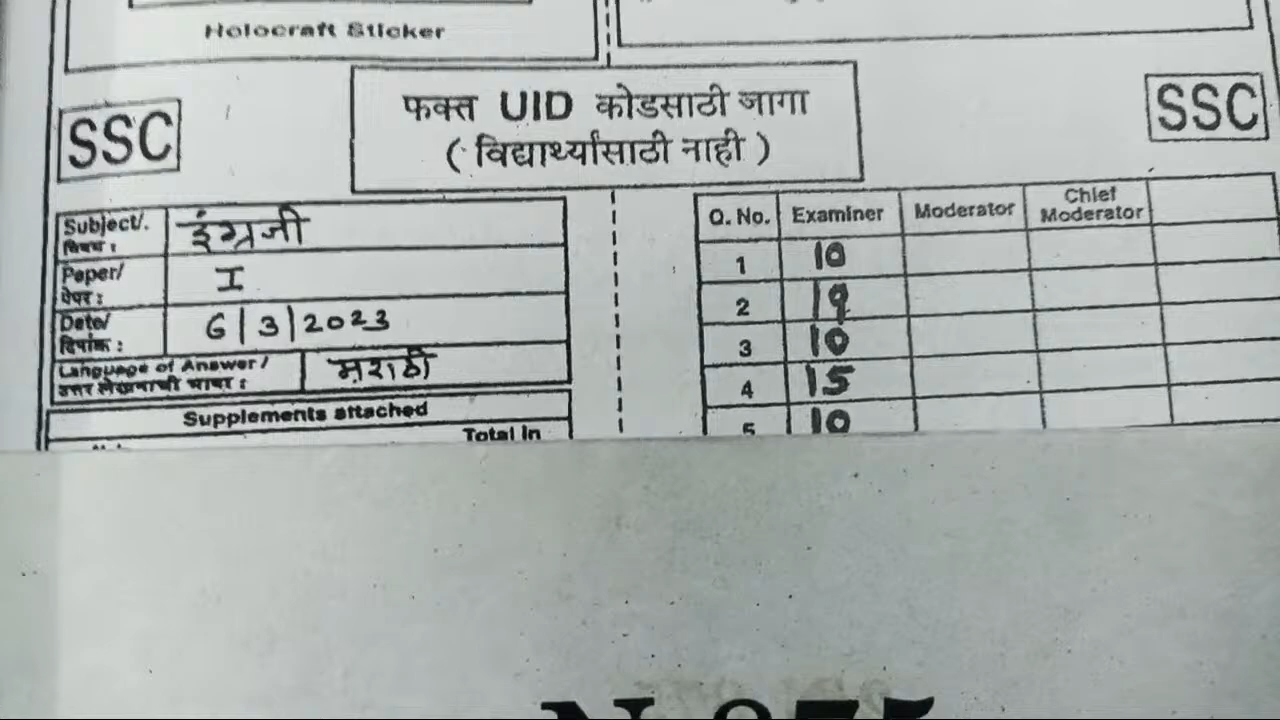 Holocraft Sticker
SSC
फक्त UID कोडसाठी जागा
( विद्यार्थ्यांसाठी नाही )
SSC
Subject/. इंग्रजी
विषय :
Paper/ I
पेपर :
Date/ 6/3/2023
दिनांक :
Language of Answer/ मराठी
उत्तर लेखनाची भाषा :
Supplements attached
Total In
Q. No. Examiner Moderator Chief Moderator
1 10
2 19
3 10
4 15
5 10